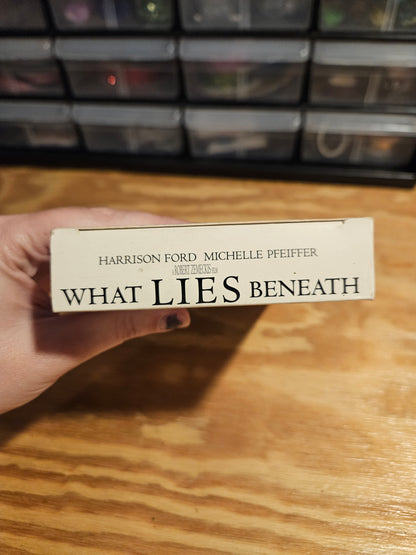 HARRISON FORD MICHELLE PFEIFFER
A ROBERT ZEMECKIS FILM
WHAT LIES BENEATH